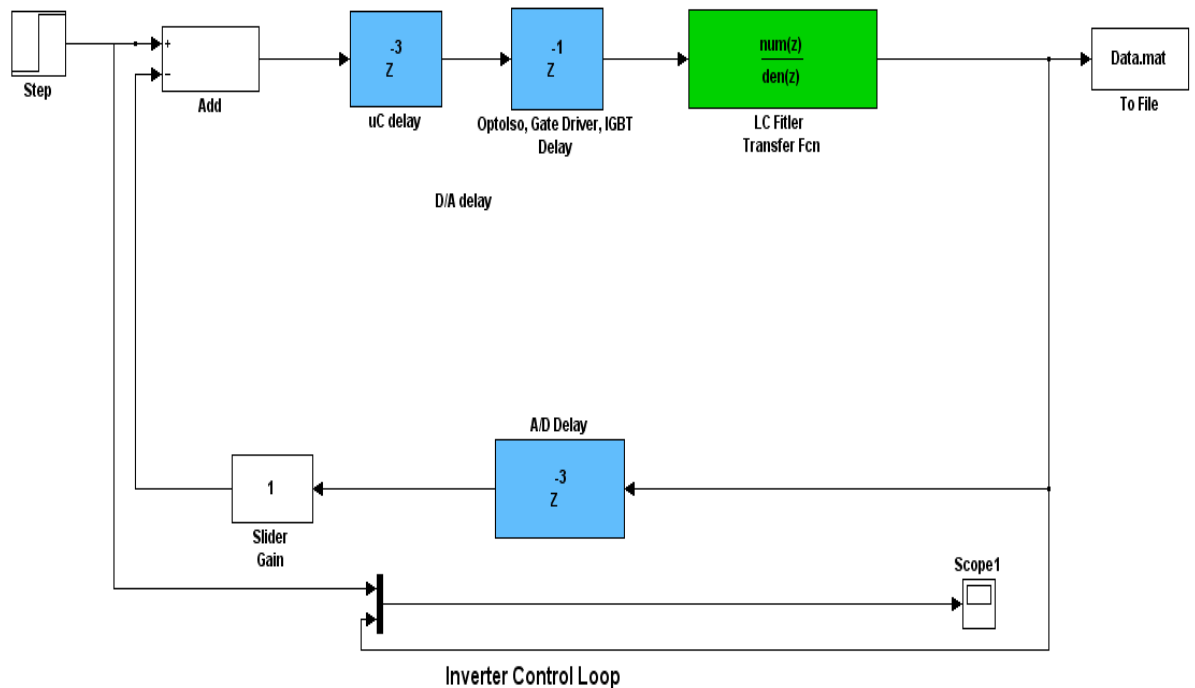 Step
+
−
Add
-3
Z
uC delay
-1
Z
OptoIso, Gate Driver, IGBT
Delay
num(z)
den(z)
LC Fitler
Transfer Fcn
Data.mat
To File
D/A delay
A/D Delay
-3
Z
1
Slider
Gain
Scope1
Inverter Control Loop